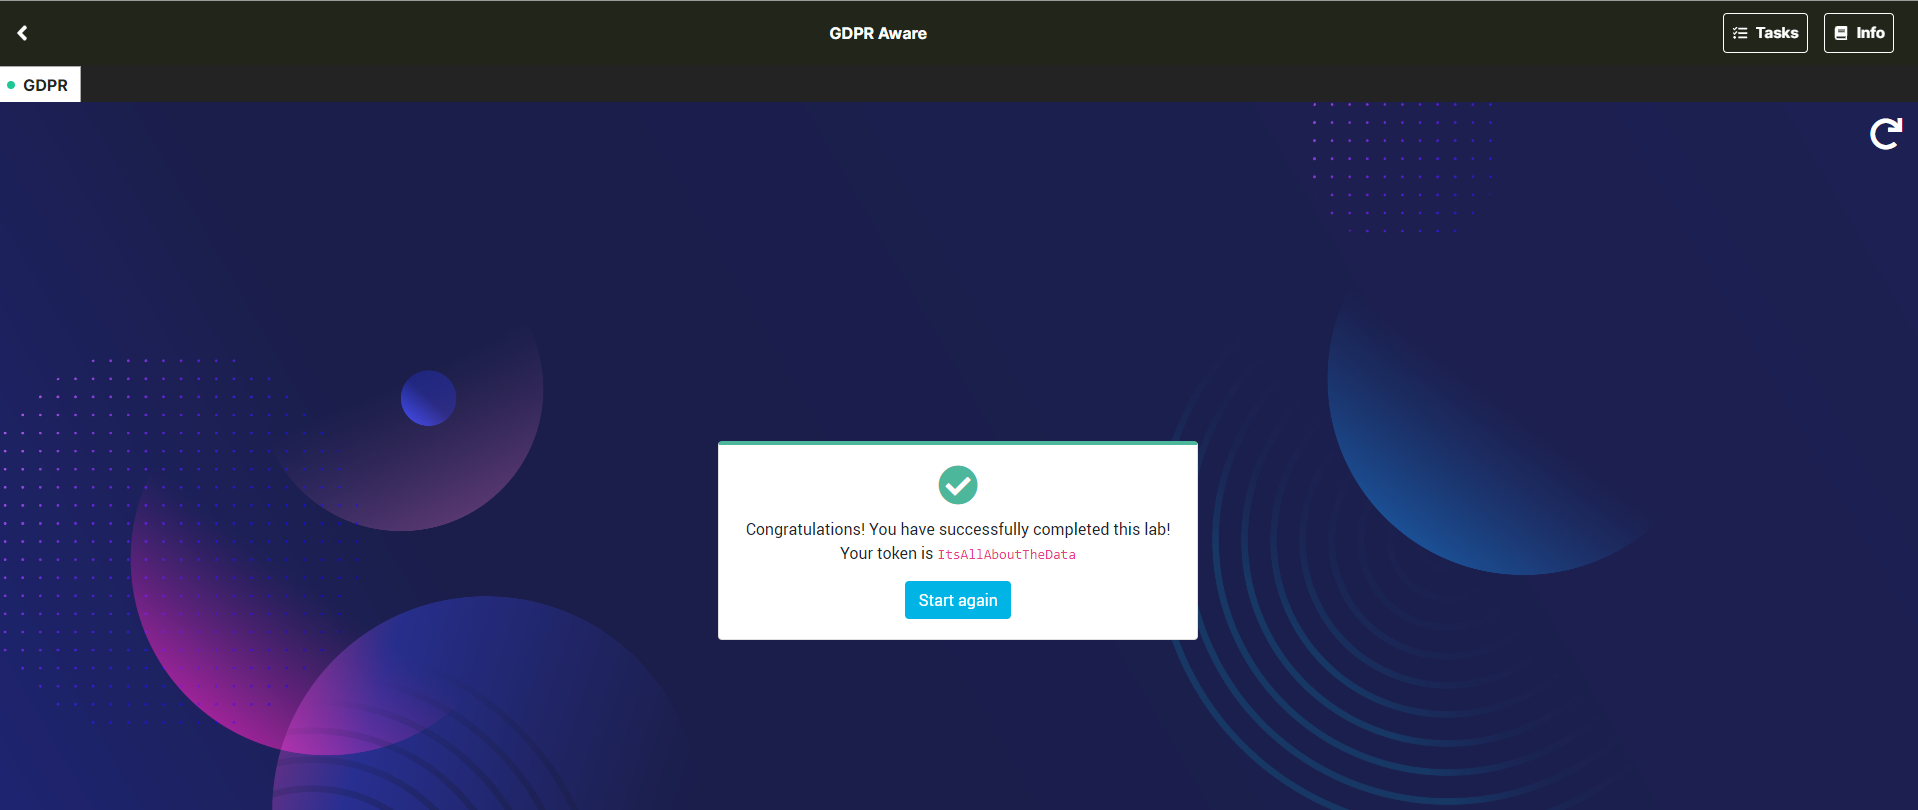 GDPR Aware
Tasks
Info
GDPR
Congratulations! You have successfully completed this lab!
Your token is ItsAllAboutTheData
Start again